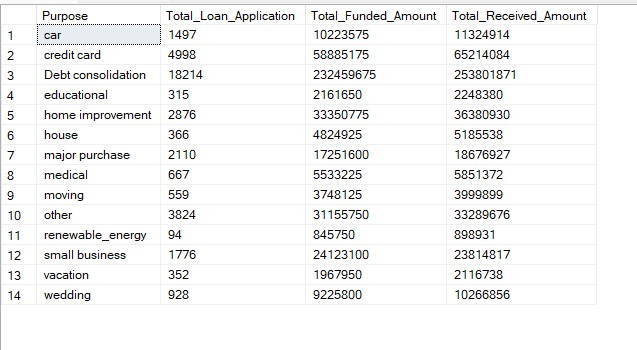 Purpose Total_Loan_Application Total_Funded_Amount Total_Received_Amount
1 car 1497 10223575 11324914
2 credit card 4998 58885175 65214084
3 Debt consolidation 18214 232459675 253801871
4 educational 315 2161650 2248380
5 home improvement 2876 33350775 36380930
6 house 366 4824925 5185538
7 major purchase 2110 17251600 18676927
8 medical 667 5533225 5851372
9 moving 559 3748125 3999899
10 other 3824 31155750 33289676
11 renewable_energy 94 845750 898931
12 small business 1776 24123100 23814817
13 vacation 352 1967950 2116738
14 wedding 928 9225800 10266856